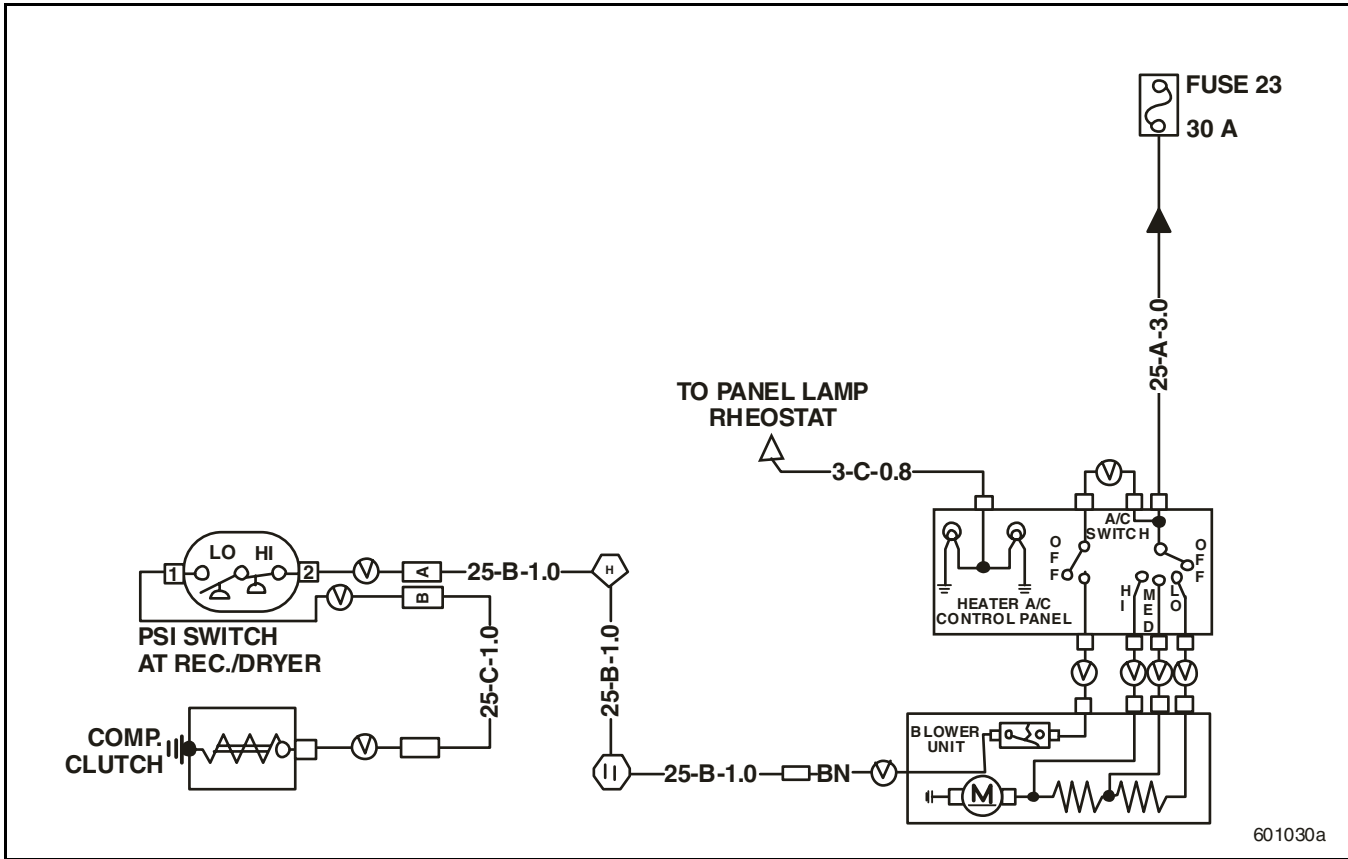 FUSE 23
30 A
25-A-3.0
TO PANEL LAMP
RHEOSTAT
3-C-0.8
V
A/C
SWITCH
OFF
OFF
HI
MED
LO
HEATER A/C
CONTROL PANEL
LO HI
1
2
V
A
25-B-1.0
H
V
B
PSI SWITCH
AT REC./DRYER
25-C-1.0
25-B-1.0
V
V
V
V
COMP.
CLUTCH
V
25-B-1.0
BN
V
BLOWER
UNIT
M
601030a